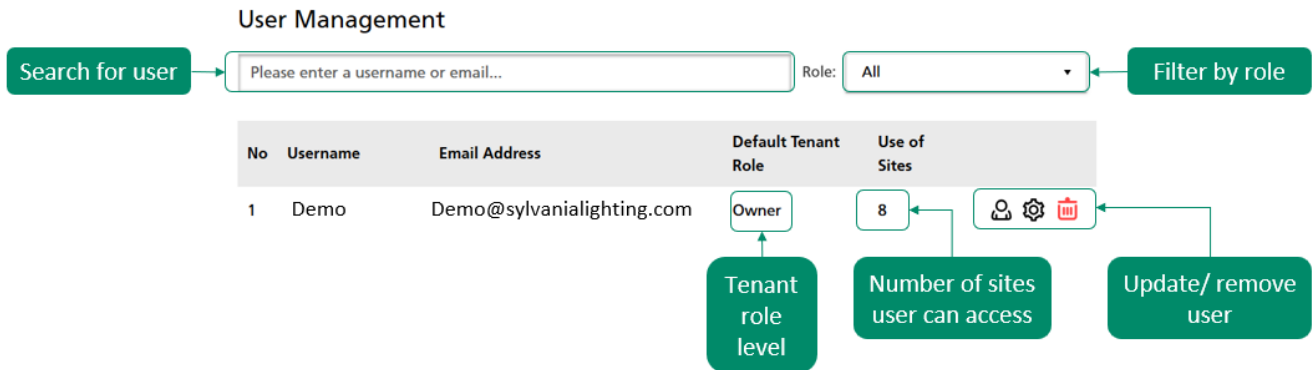 User Management
Search for user
Please enter a username or email...
Role:
All
Filter by role
No Username Email Address Default Tenant Use of
Role Sites
1 Demo Demo@sylvanialighting.com Owner 8
Tenant
role
level
Number of sites
user can access
Update/ remove
user